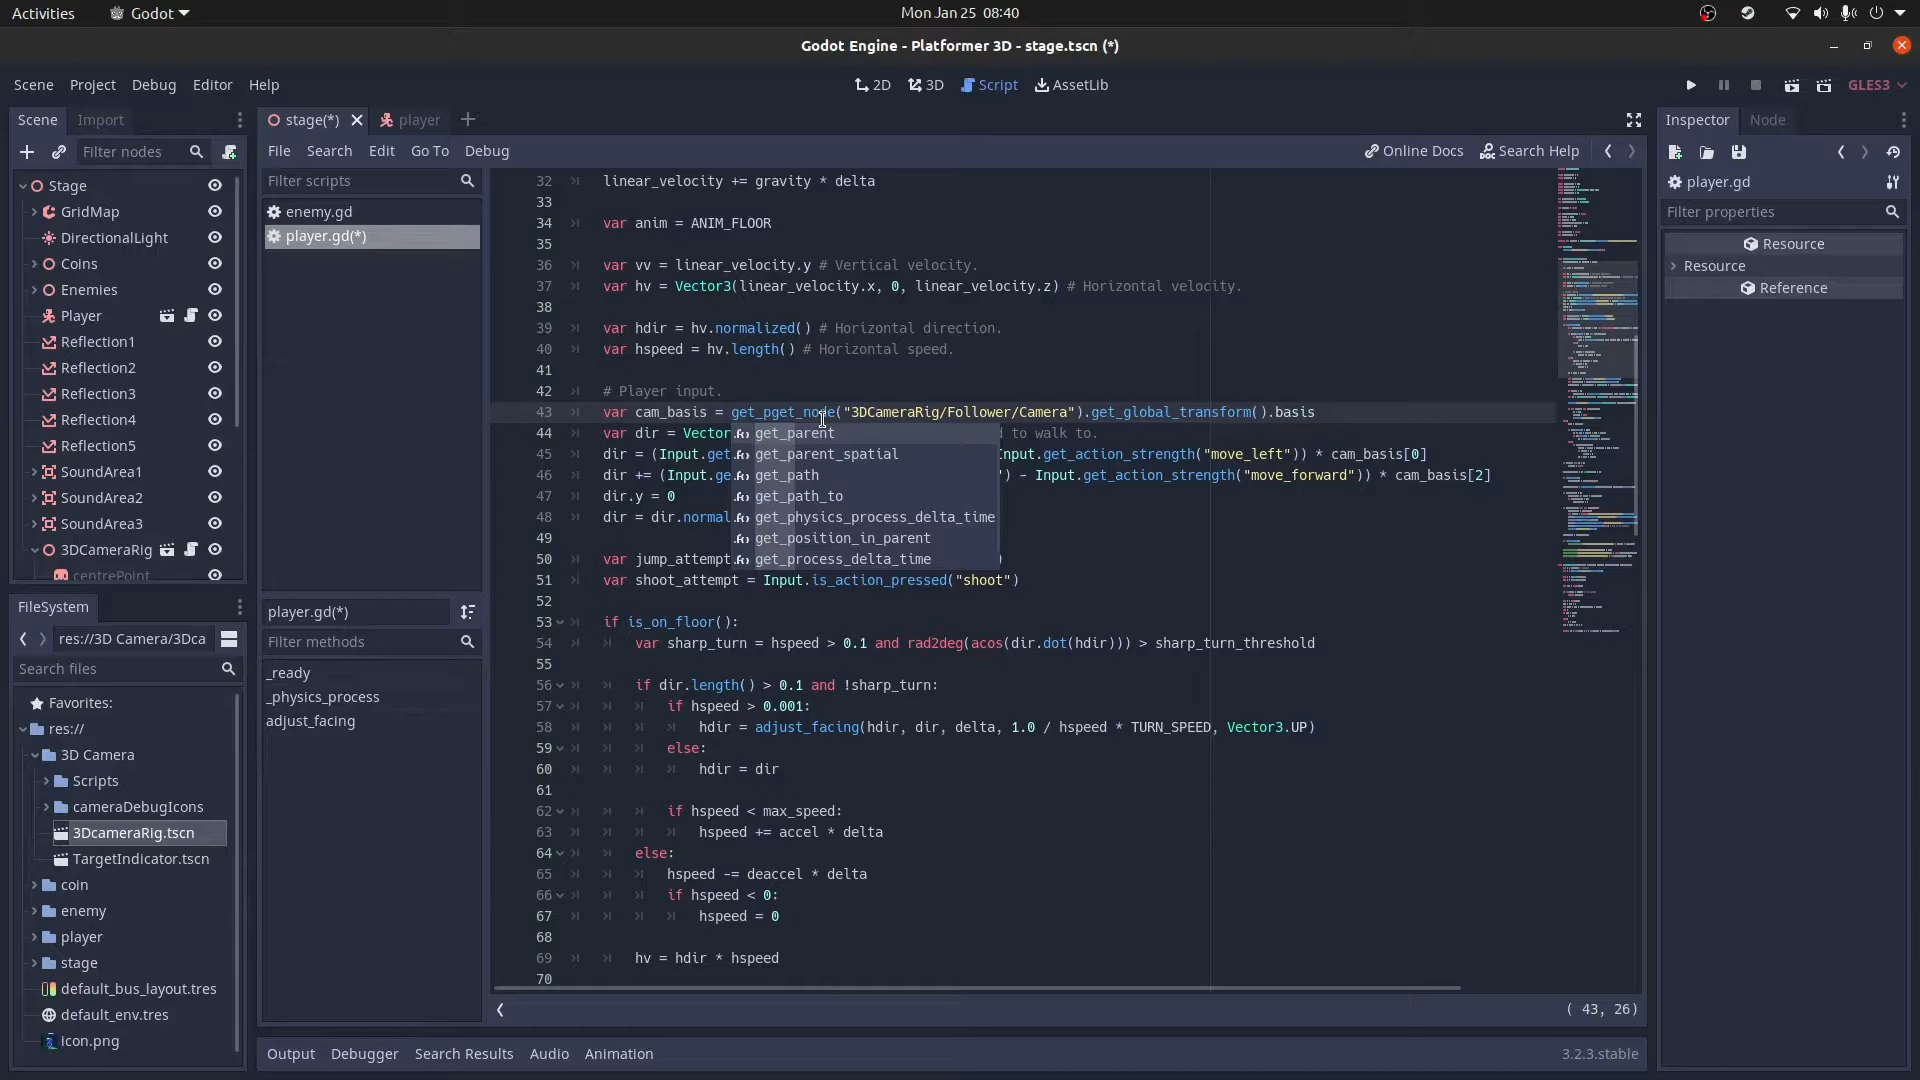 Activities
Godot
Mon Jan 25 08:40
Godot Engine - Platformer 3D - stage.tscn (*)
Scene Project Debug Editor Help
2D 3D Script AssetLib
GLES3
Scene Import
Filter nodes
Stage
GridMap
DirectionalLight
Coins
Enemies
Player
Reflection1
Reflection2
Reflection3
Reflection4
Reflection5
SoundArea1
SoundArea2
SoundArea3
3DCameraRig
centrePoint
FileSystem
res://3D Camera/3Dca
Search files
Favorites:
res://
3D Camera
Scripts
cameraDebugIcons
3DcameraRig.tscn
TargetIndicator.tscn
coin
enemy
player
stage
default_bus_layout.tres
default_env.tres
icon.png
stage(*) player
File Search Edit Go To Debug
Online Docs Search Help
Filter scripts
enemy.gd
player.gd(*)
player.gd(*)
Filter methods
_ready
_physics_process
adjust_facing
32 linear_velocity += gravity * delta
33
34 var anim = ANIM_FLOOR
35
36 var vv = linear_velocity.y # Vertical velocity.
37 var hv = Vector3(linear_velocity.x, 0, linear_velocity.z) # Horizontal velocity.
38
39 var hdir = hv.normalized() # Horizontal direction.
40 var hspeed = hv.length() # Horizontal speed.
41
42 # Player input.
43 var cam_basis = get_pget_node("3DCameraRig/Follower/Camera").get_global_transform().basis
44 var dir = Vector to walk to.
45 dir = (Input.get Input.get_action_strength("move_left")) * cam_basis[0]
46 dir += (Input.ge ") - Input.get_action_strength("move_forward")) * cam_basis[2]
47 dir.y = 0
48 dir = dir.normal
49
50 var jump_attempt )
51 var shoot_attempt = Input.is_action_pressed("shoot")
52
53 if is_on_floor():
54 var sharp_turn = hspeed > 0.1 and rad2deg(acos(dir.dot(hdir))) > sharp_turn_threshold
55
56 if dir.length() > 0.1 and !sharp_turn:
57 if hspeed > 0.001:
58 hdir = adjust_facing(hdir, dir, delta, 1.0 / hspeed * TURN_SPEED, Vector3.UP)
59 else:
60 hdir = dir
61
62 if hspeed < max_speed:
63 hspeed += accel * delta
64 else:
65 hspeed -= deaccel * delta
66 if hspeed < 0:
67 hspeed = 0
68
69 hv = hdir * hspeed
70
get_parent
get_parent_spatial
get_path
get_path_to
get_physics_process_delta_time
get_position_in_parent
get_process_delta_time
( 43, 26)
Output Debugger Search Results Audio Animation
3.2.3.stable
Inspector Node
player.gd
Filter properties
Resource
Resource
Reference